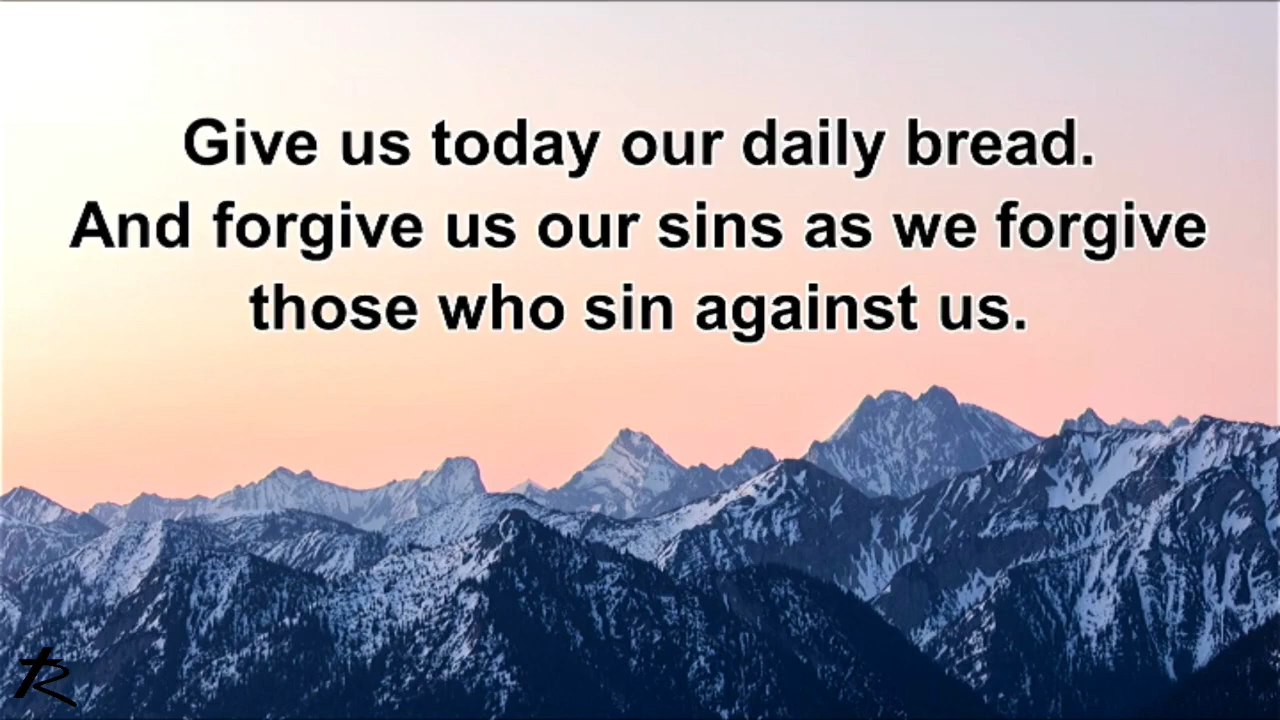 Give us today our daily bread.
And forgive us our sins as we forgive
those who sin against us.